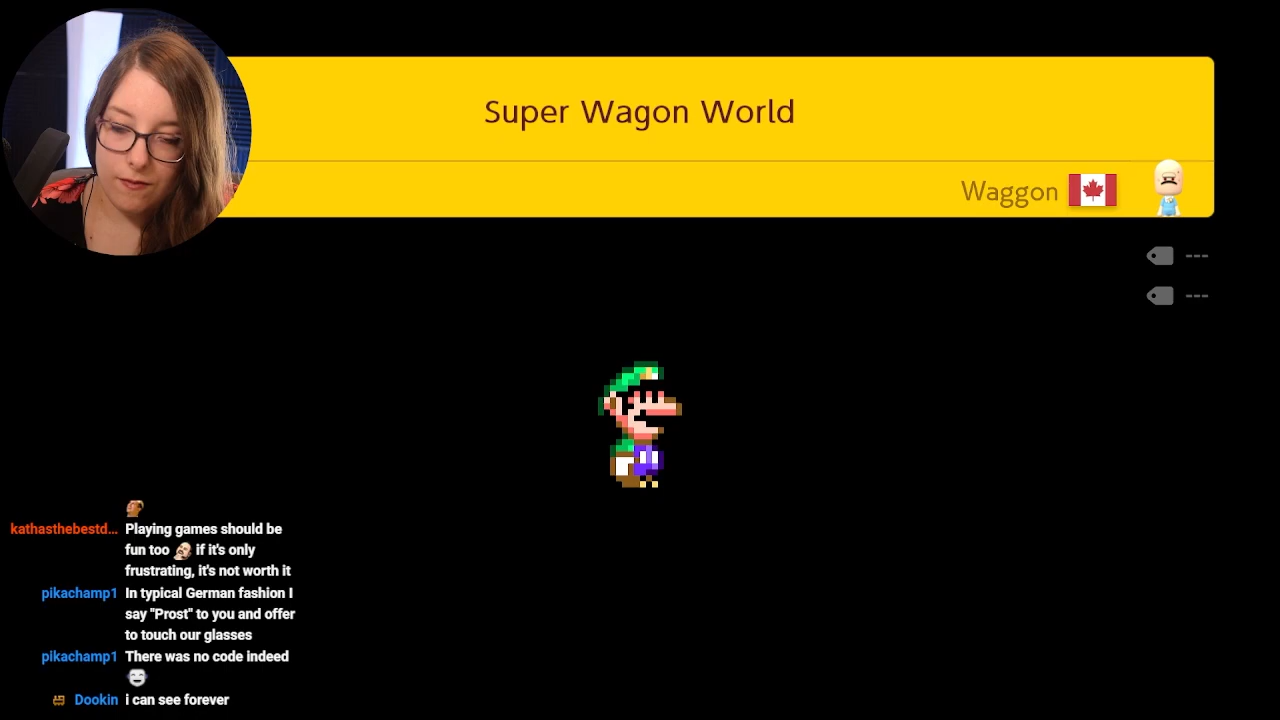 Super Wagon World
Waggon
---
---
kathasthebestd... Playing games should be
fun too if it's only
frustrating, it's not worth it
pikachamp1 In typical German fashion I
say "Prost" to you and offer
to touch our glasses
pikachamp1 There was no code indeed
Dookin i can see forever